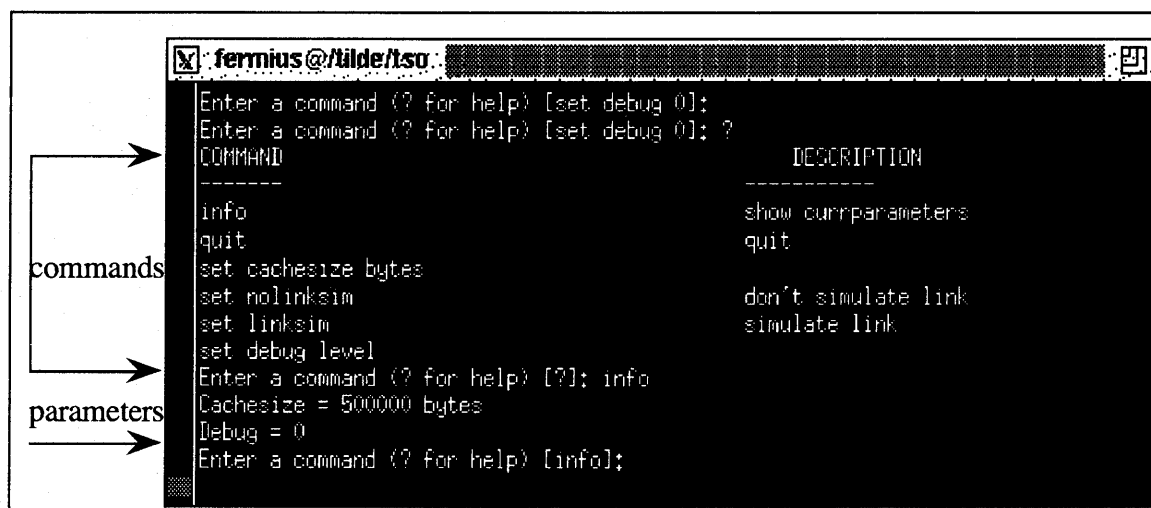 fermius@/tilde/tso
Enter a command (? for help) [set debug 0]:
Enter a command (? for help) [set debug 0]: ?
COMMAND DESCRIPTION
------- -----------
info show currparameters
quit quit
set cachesize bytes
set nolinksim don't simulate link
set linksim simulate link
set debug level
Enter a command (? for help) [?]: info
Cachesize = 500000 bytes
Debug = 0
Enter a command (? for help) [info]:
commands
parameters